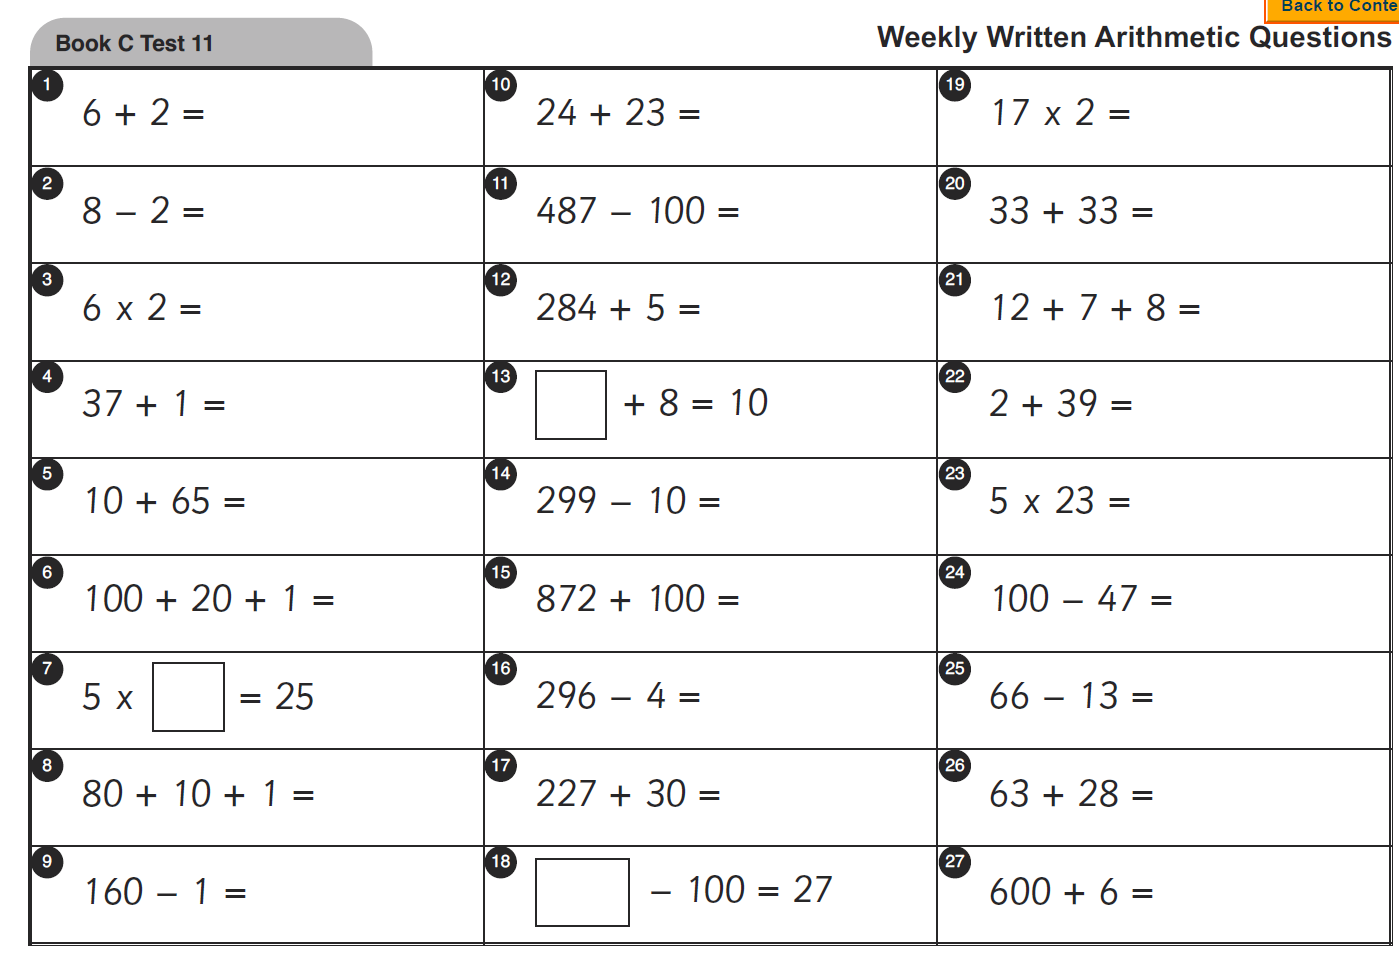 Back to Conte
Book C Test 11
Weekly Written Arithmetic Questions
1
6 + 2 =
2
8 – 2 =
3
6 x 2 =
4
37 + 1 =
5
10 + 65 =
6
100 + 20 + 1 =
7
5 x = 25
8
80 + 10 + 1 =
9
160 – 1 =
10
24 + 23 =
11
487 – 100 =
12
284 + 5 =
13
+ 8 = 10
14
299 – 10 =
15
872 + 100 =
16
296 – 4 =
17
227 + 30 =
18
– 100 = 27
19
17 x 2 =
20
33 + 33 =
21
12 + 7 + 8 =
22
2 + 39 =
23
5 x 23 =
24
100 – 47 =
25
66 – 13 =
26
63 + 28 =
27
600 + 6 =